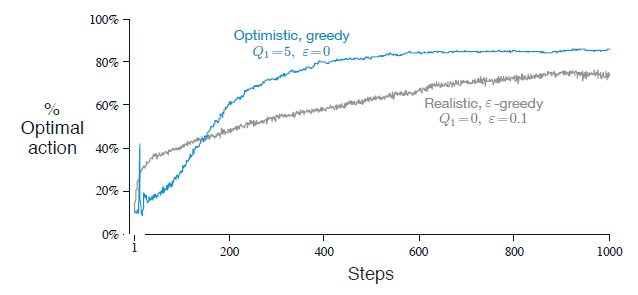 100%
80%
60%
40%
20%
0%
%
Optimal
action
Optimistic, greedy
Q₁=5, ε=0
Realistic, ε-greedy
Q₁=0, ε=0.1
1
200
400
600
800
1000
Steps